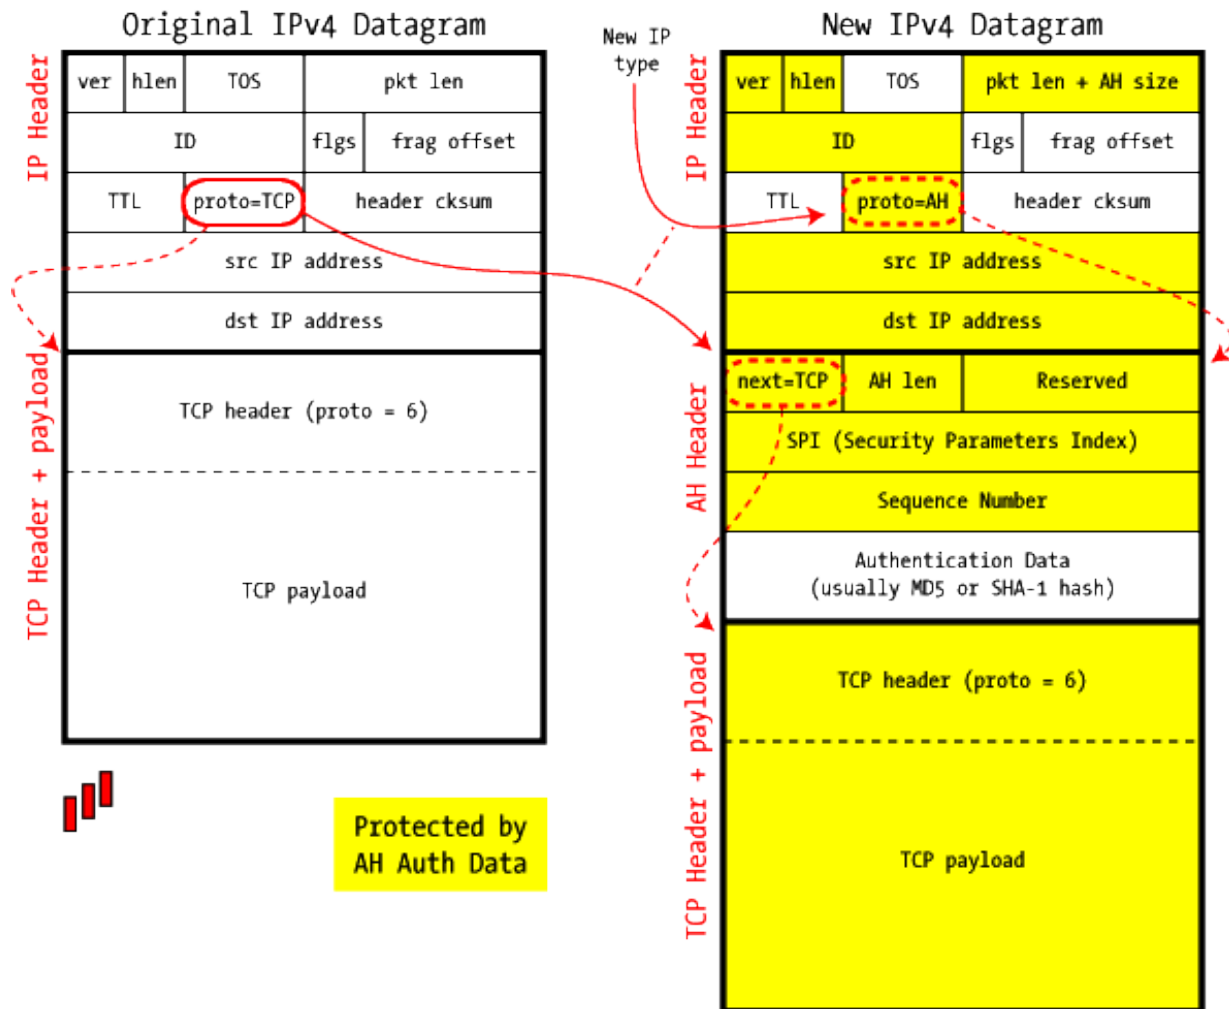 Original IPv4 Datagram
IP Header
ver hlen TOS pkt len
ID flgs frag offset
TTL proto=TCP header cksum
src IP address
dst IP address
TCP Header + payload
TCP header (proto = 6)
TCP payload
Protected by
AH Auth Data
New IP
type
New IPv4 Datagram
IP Header
ver hlen TOS pkt len + AH size
ID flgs frag offset
TTL proto=AH header cksum
src IP address
dst IP address
AH Header
next=TCP AH len Reserved
SPI (Security Parameters Index)
Sequence Number
Authentication Data
(usually MD5 or SHA-1 hash)
TCP Header + payload
TCP header (proto = 6)
TCP payload